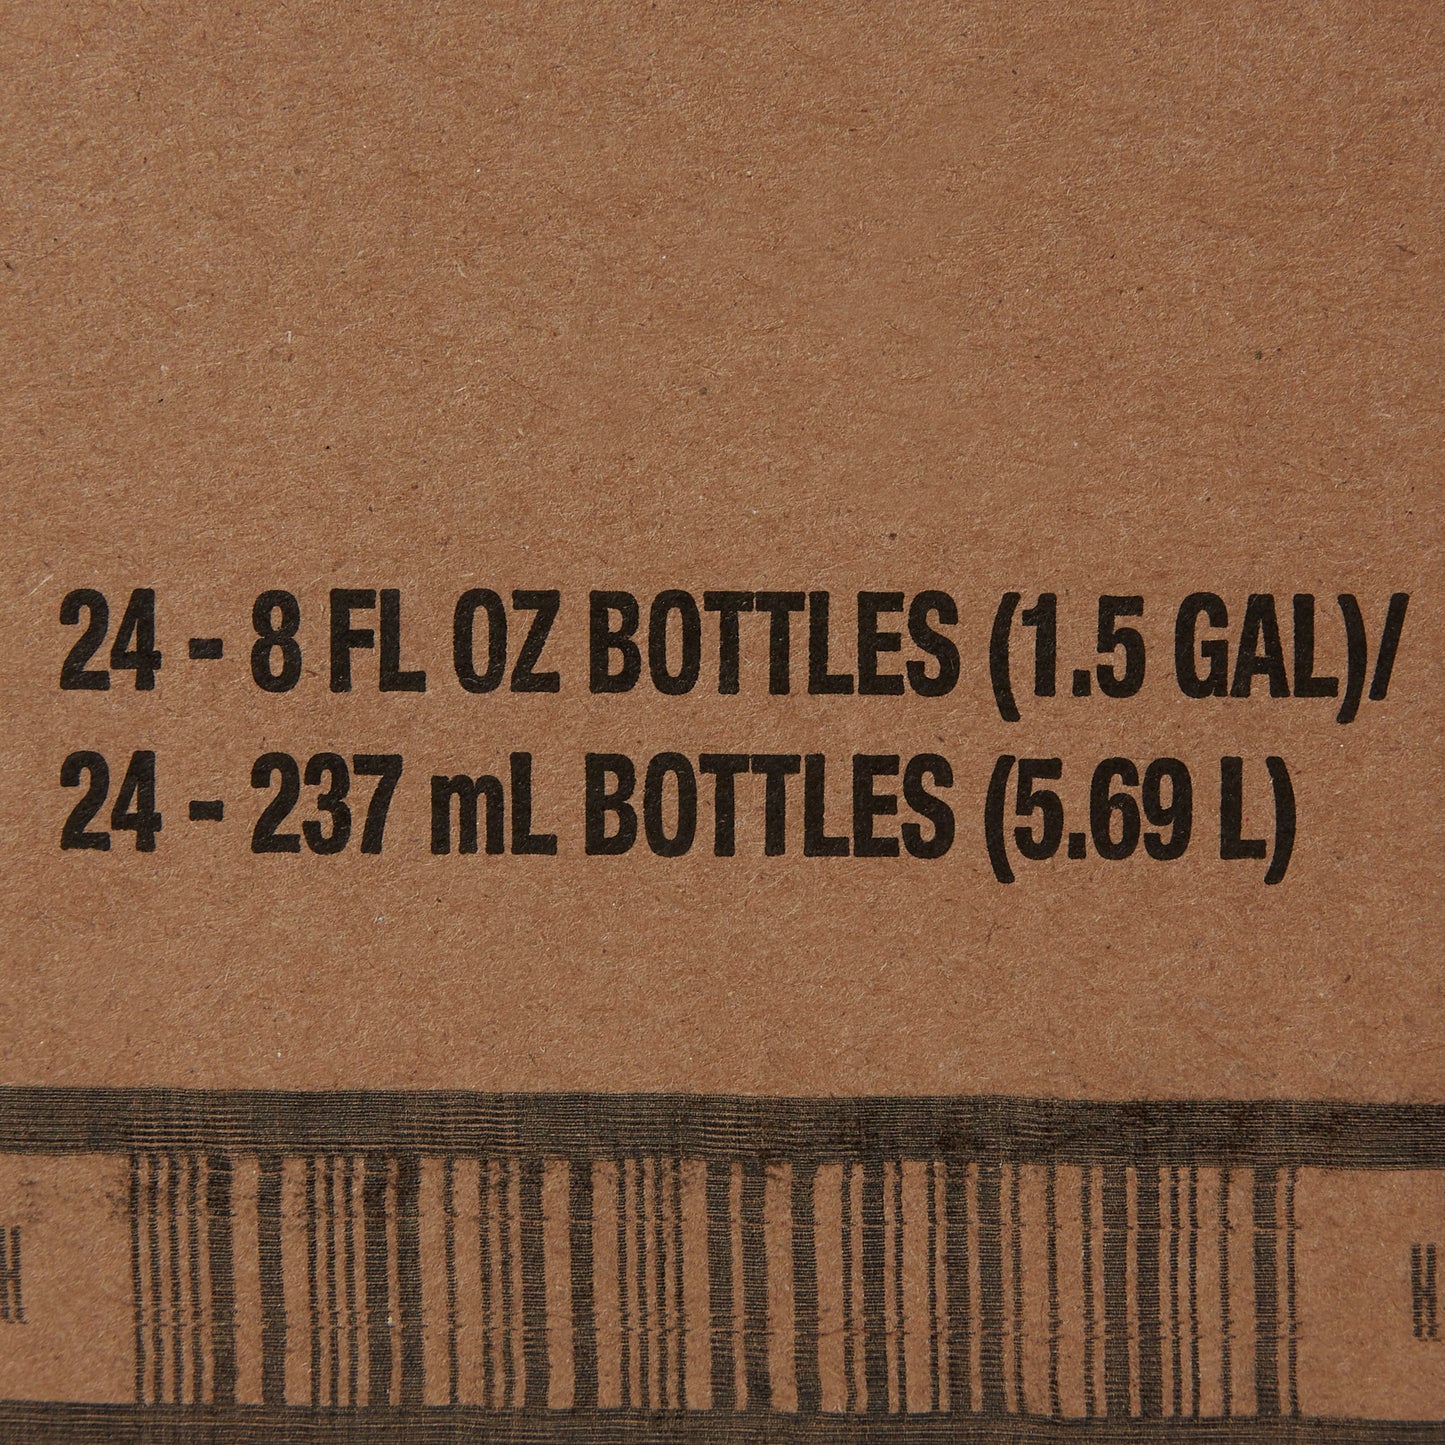 24 - 8 FL OZ BOTTLES (1.5 GAL)/
24 - 237 mL BOTTLES (5.69 L)